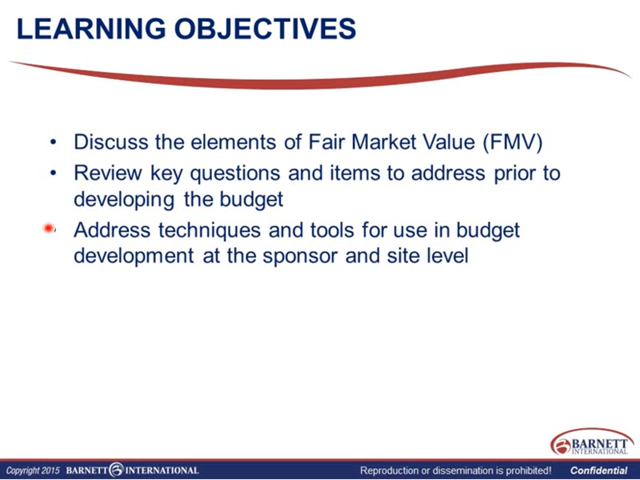 LEARNING OBJECTIVES
• Discuss the elements of Fair Market Value (FMV)
• Review key questions and items to address prior to
developing the budget
Address techniques and tools for use in budget
development at the sponsor and site level
BARNETT
INTERNATIONAL
Copyright 2015 BARNETT INTERNATIONAL Reproduction or dissemination is prohibited! Confidential